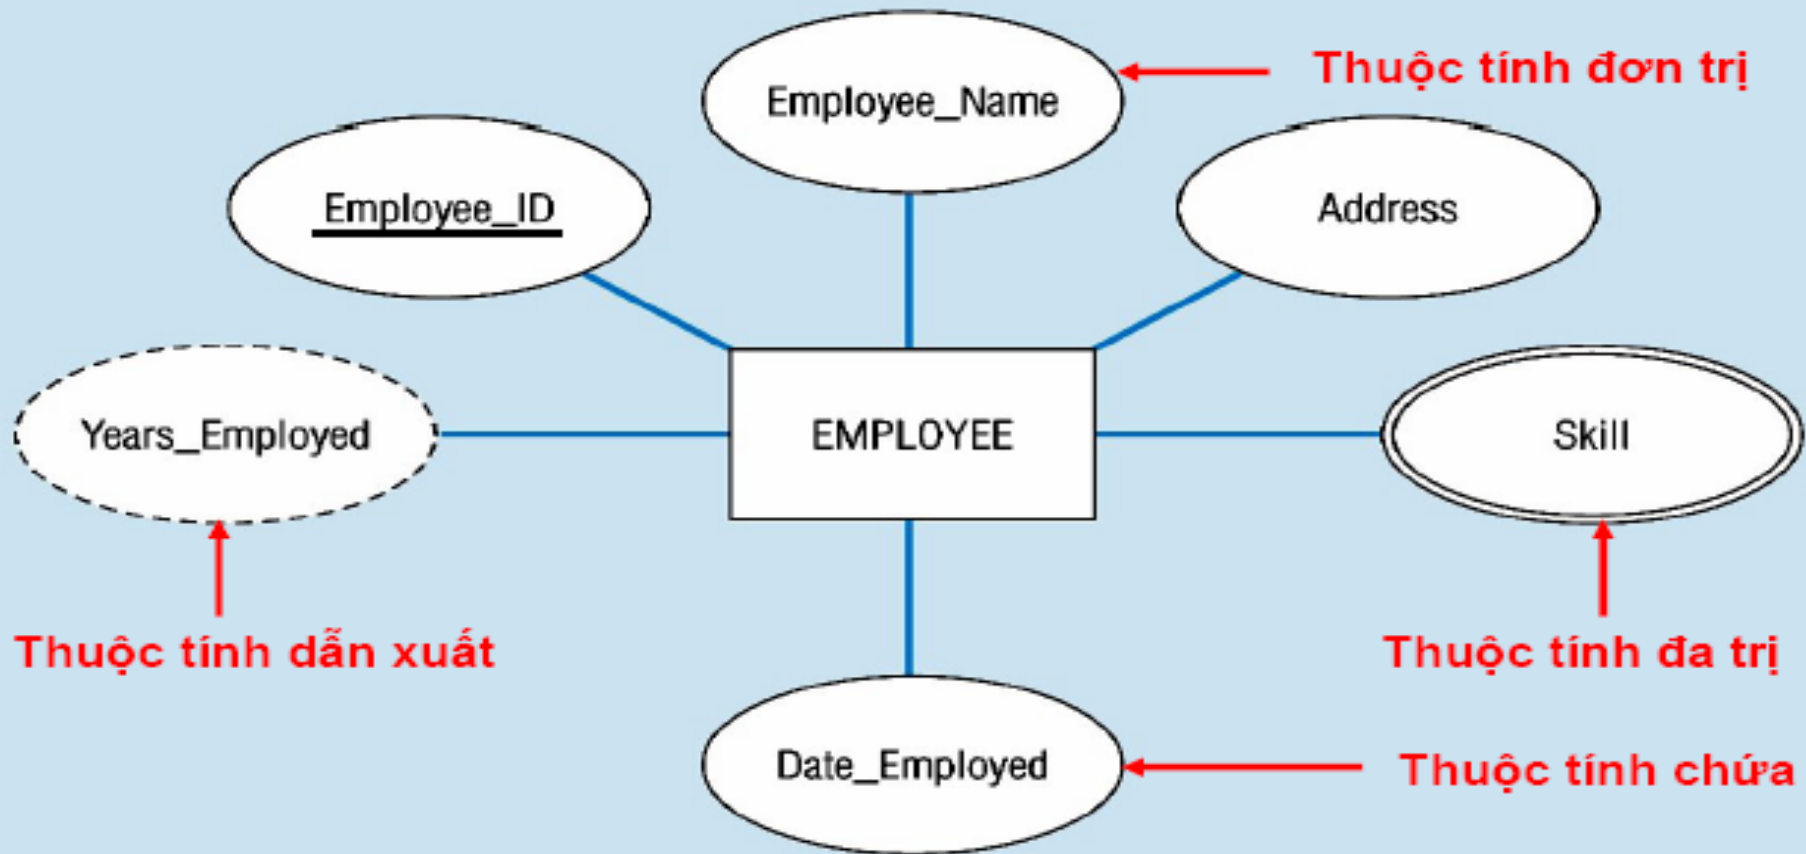 Employee_Name
Thuộc tính đơn trị
Employee_ID
Address
Years_Employed
EMPLOYEE
Skill
Thuộc tính dẫn xuất
Thuộc tính đa trị
Date_Employed
Thuộc tính chứa